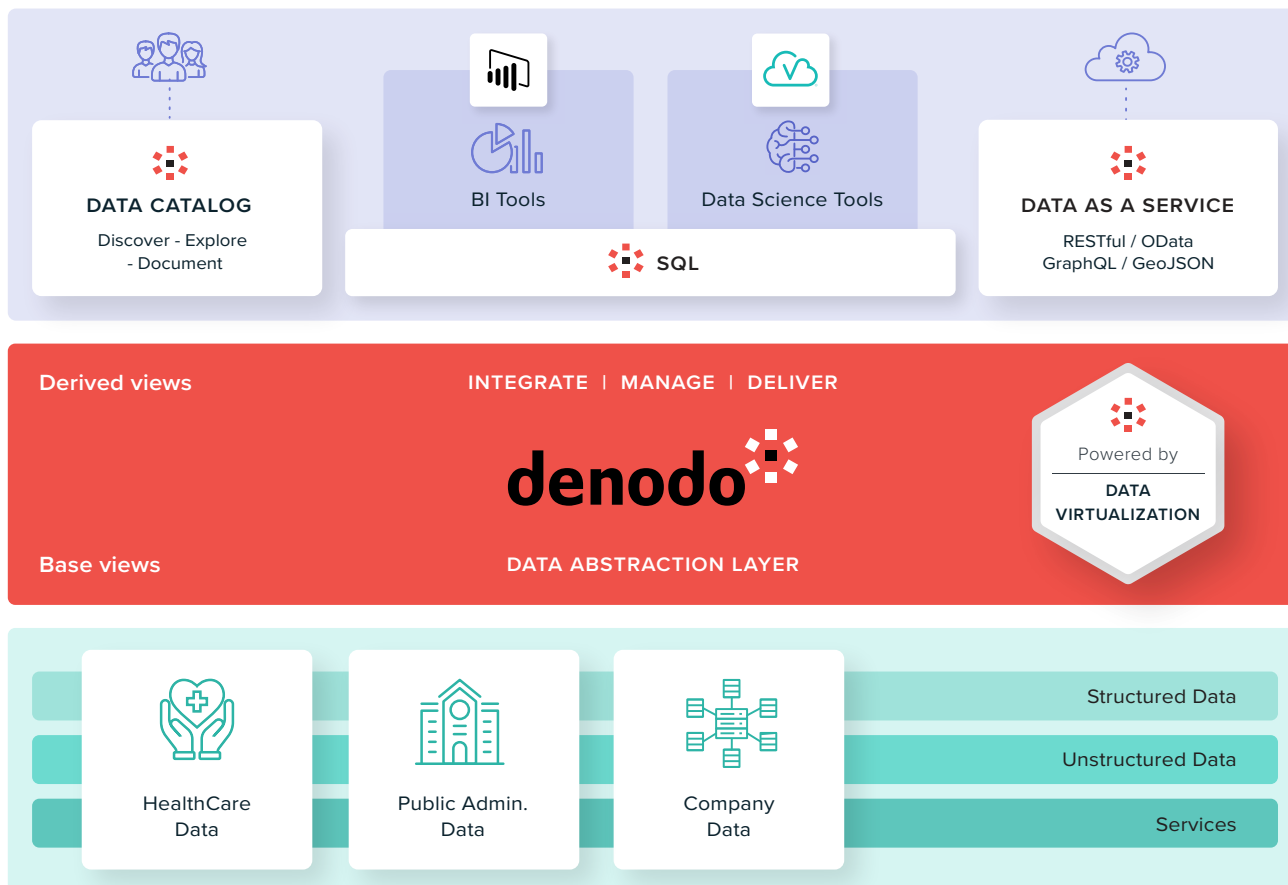 DATA CATALOG
Discover - Explore
- Document
BI Tools
Data Science Tools
SQL
DATA AS A SERVICE
RESTful / OData
GraphQL / GeoJSON
Derived views
INTEGRATE | MANAGE | DELIVER
denodo
Powered by
DATA
VIRTUALIZATION
Base views
DATA ABSTRACTION LAYER
HealthCare
Data
Public Admin.
Data
Company
Data
Structured Data
Unstructured Data
Services